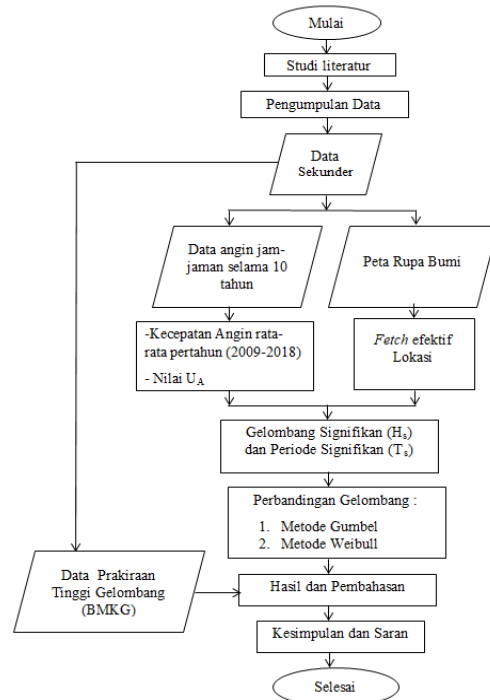 Mulai
Studi literatur
Pengumpulan Data
Data
Sekunder
Data angin jam-
jaman selama 10
tahun
Peta Rupa Bumi
-Kecepatan Angin rata-
rata pertahun (2009-2018)
- Nilai UA
Fetch efektif
Lokasi
Gelombang Signifikan (Hs)
dan Periode Signifikan (Ts)
Perbandingan Gelombang :
1. Metode Gumbel
2. Metode Weibull
Data Prakiraan
Tinggi Gelombang
(BMKG)
Hasil dan Pembahasan
Kesimpulan dan Saran
Selesai